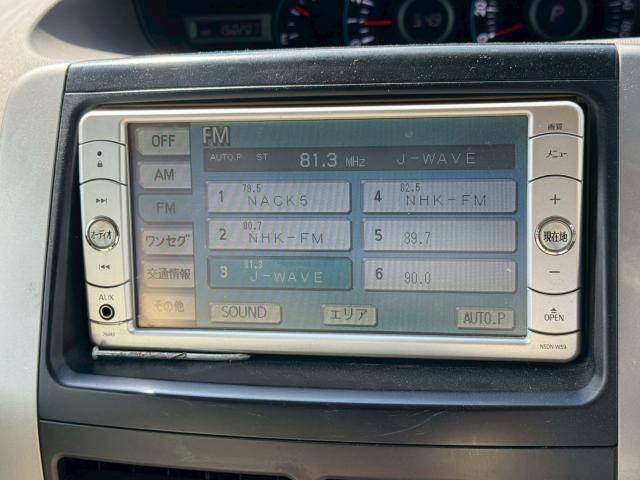 P
OFF
FM
画質
AUTO.P ST 81.3 MHz J-WAVE
メニュー
AM
79.5
1 NACK5
82.5
4 NHK-FM
FM
80.7
2 NHK-FM
5 89.7
オーディオ
ワンセグ
現在地
81.3
3 J-WAVE
6 90.0
交通情報
AUX
その他
SOUND
エリア
AUTO.P
OPEN
NSDN-W59